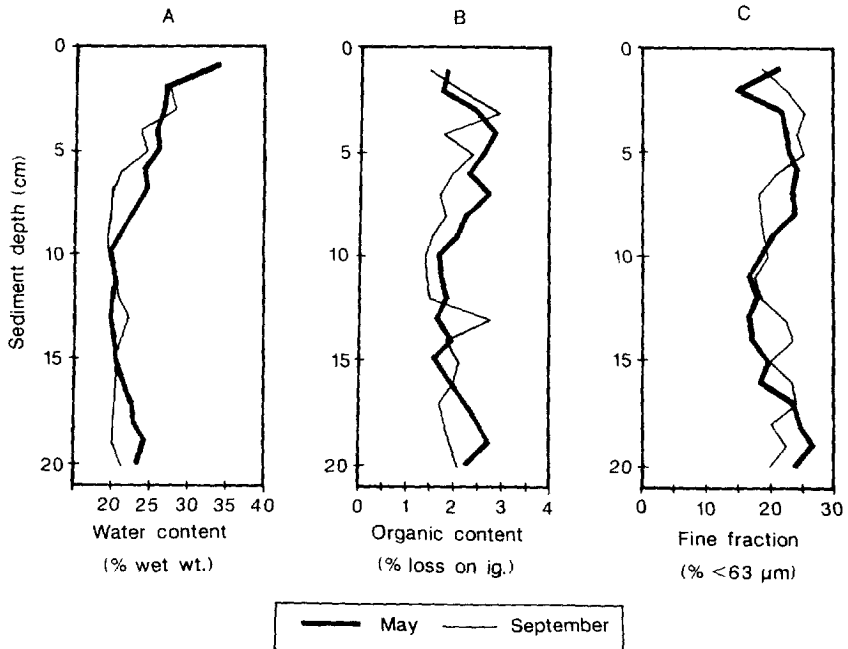 A
B
C
0
5
10
15
20
Sediment depth (cm)
20 25 30 35 40
Water content
(% wet wt.)
0
5
10
15
20
0 1 2 3 4
Organic content
(% loss on ig.)
0
5
10
15
20
0 10 20 30
Fine fraction
(% <63 µm)
May
September